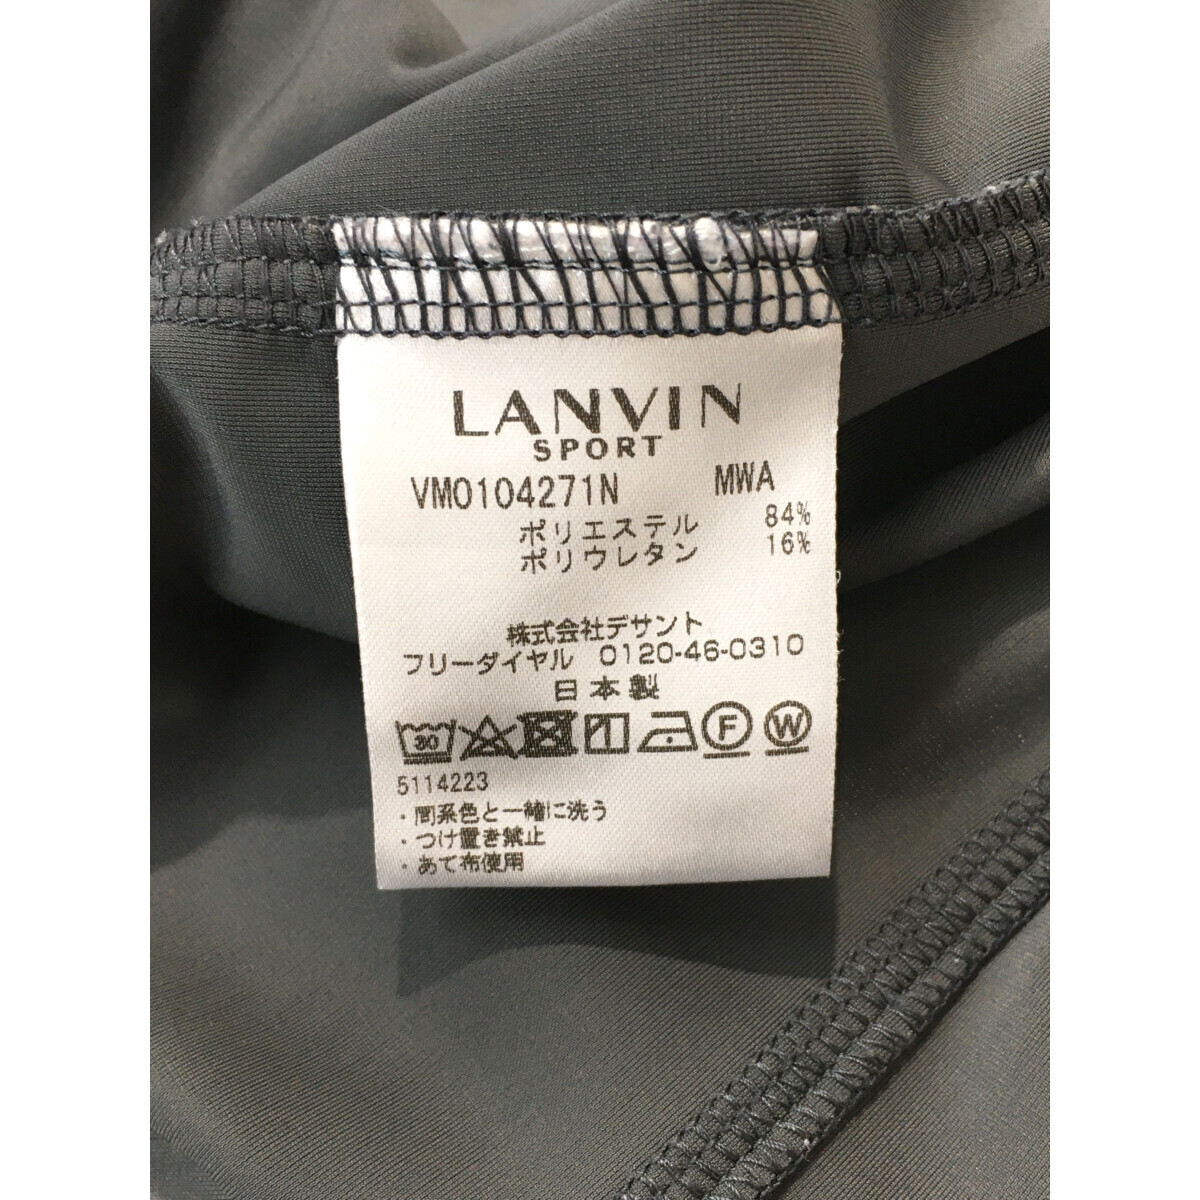 LANVIN
SPORT
VM0104271N MWA
ポリエステル 84%
ポリウレタン 16%
株式会社デサント
フリーダイヤル 0120-46-0310
日本製
30 F W
5114223
・同系色と一緒に洗う
・つけ置き禁止
・あて布使用